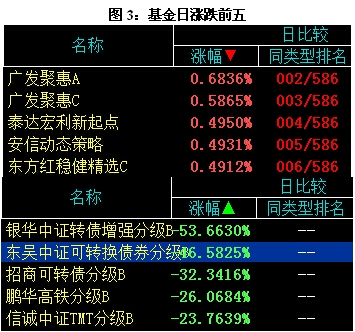 图 3：基金日涨跌前五
名称 日比较
涨幅▼ 同类型排名
广发聚惠A 0.6836% 002/586
广发聚惠C 0.5865% 003/586
泰达宏利新起点 0.4950% 004/586
安信动态策略 0.4931% 005/586
东方红稳健精选C 0.4912% 006/586
名称 日比较
涨幅▲ 同类型排名
银华中证转债增强分级B -53.6630% --
东吴中证可转换债券分级B 46.5825% --
招商可转债分级B -32.3416% --
鹏华高铁分级B -26.0684% --
信诚中证TMT分级B -23.7639% --